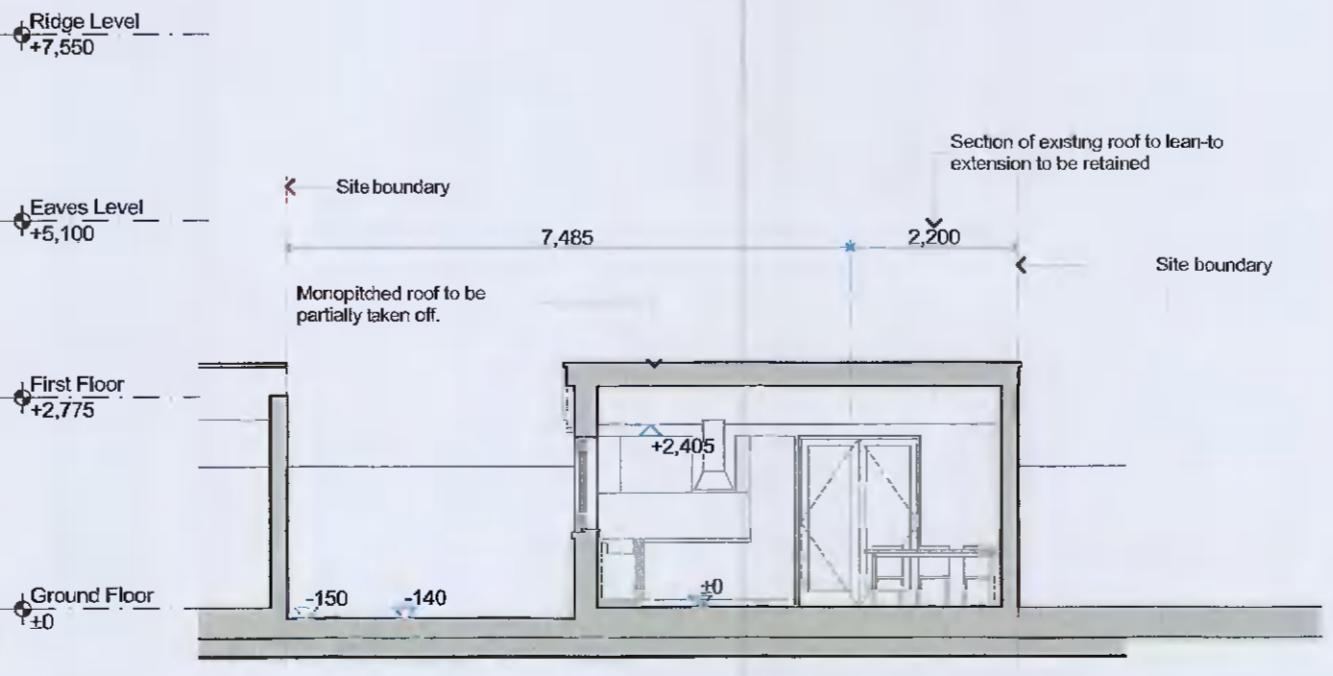 Ridge Level
+7,550
Section of existing roof to lean-to
extension to be retained
Site boundary
Eaves Level
+5,100
7,485
2,200
Site boundary
Monopitched roof to be
partially taken off.
First Floor
+2,775
+2,405
±0
-150
-140
Ground Floor
±0